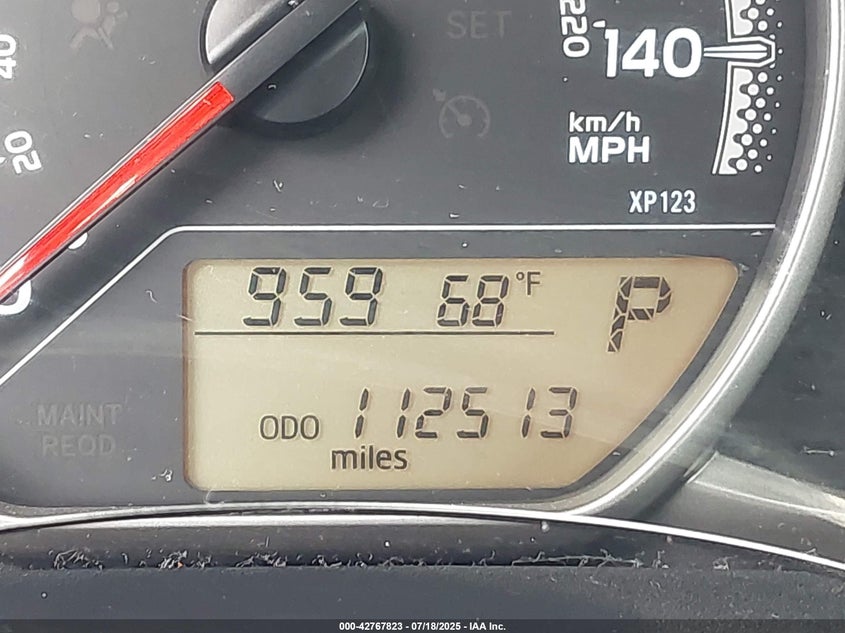 SET
40
20
0
220
140
km/h
MPH
XP123
959 68°F P
MAINT
REQD
ODO 112513
miles
000-42767823 - 07/18/2025 - IAA Inc.